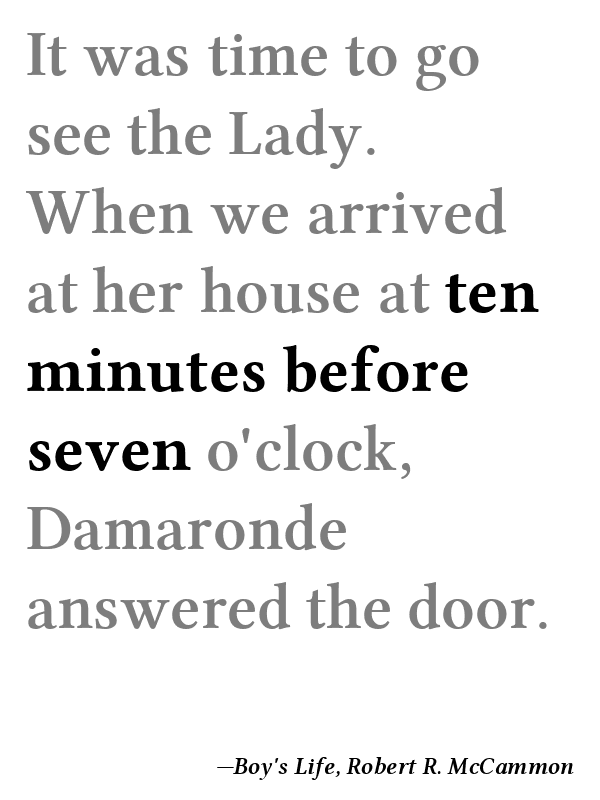 It was time to go
see the Lady.
When we arrived
at her house at ten
minutes before
seven o'clock,
Damaronde
answered the door.
—Boy's Life, Robert R. McCammon